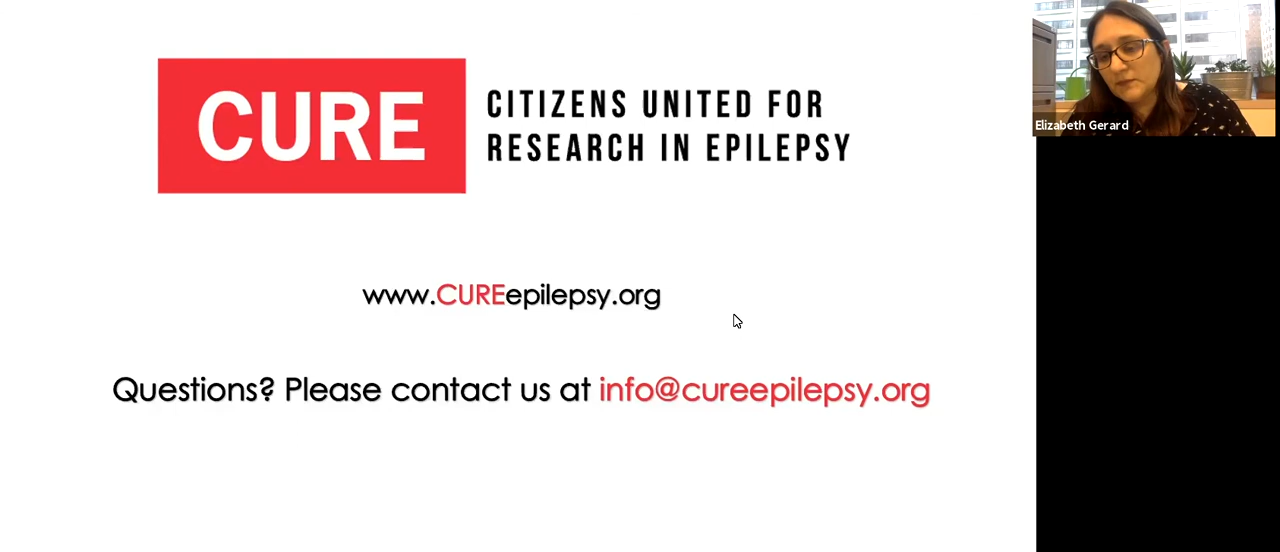 CURE
CITIZENS UNITED FOR
RESEARCH IN EPILEPSY
Elizabeth Gerard
www.CUREepilepsy.org
Questions? Please contact us at info@cureepilepsy.org